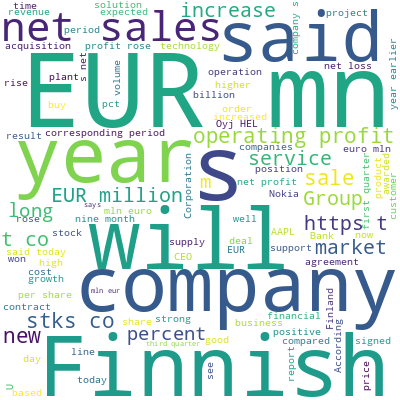 time
solution
revenue
expected
increase
company s
project
net sales
said
period
acquisition
profit rose
technology
s net
operation
rise
plant
volume
higher
net loss
year earlier
EUR mn
buy
pct
billion
order
increased
result
corresponding period
Oyj HEL
operating profit
year
s
companies
euro mln
position
service
product
awarded
customer
EUR million
m
sale
net profit
Nokia
first quarter
long
nine month
Corporation
Group
https t
rose
says
mln euro
well
AAPL
t co
stock
will
deal
EUR
Bank
now
market
said today
supply
CEO
support
agreement
won
high
company
cost
growth
mln eur
per share
financial
Finland
According
contract
stks co
share
strong
business
positive
compared
signed
new
percent
good
report
price
line
third quarter
day
today
see
U
based
Finnish